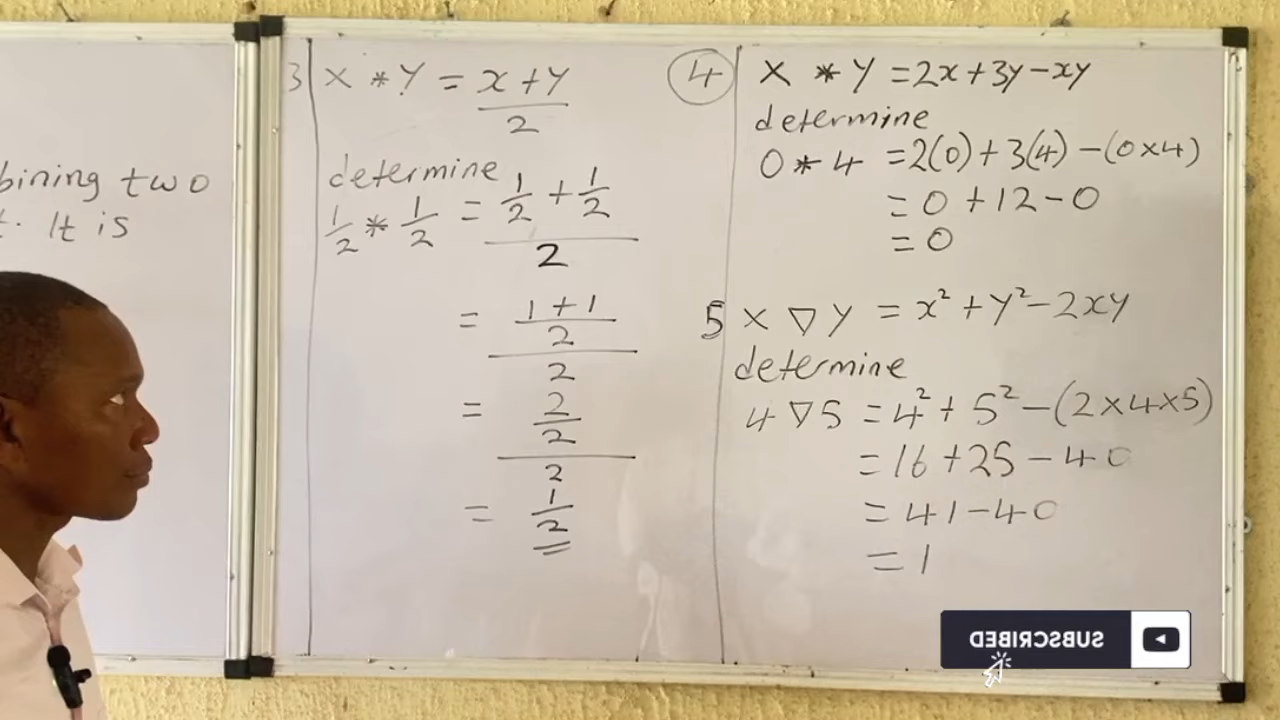 bining two
It is
3 X * Y = x + y
2
determine
1/2 * 1/2 = 1/2 + 1/2
2
= 1 + 1
2
2
= 2
2
2
= 1
2
④ X * Y = 2x + 3y - xy
determine
0 * 4 = 2(0) + 3(4) - (0 x 4)
= 0 + 12 - 0
= 0
5 X ▽ Y = x² + y² - 2xy
determine
4 ▽ 5 = 4² + 5² - (2 x 4 x 5)
= 16 + 25 - 40
= 41 - 40
= 1
SUBSCRIBED